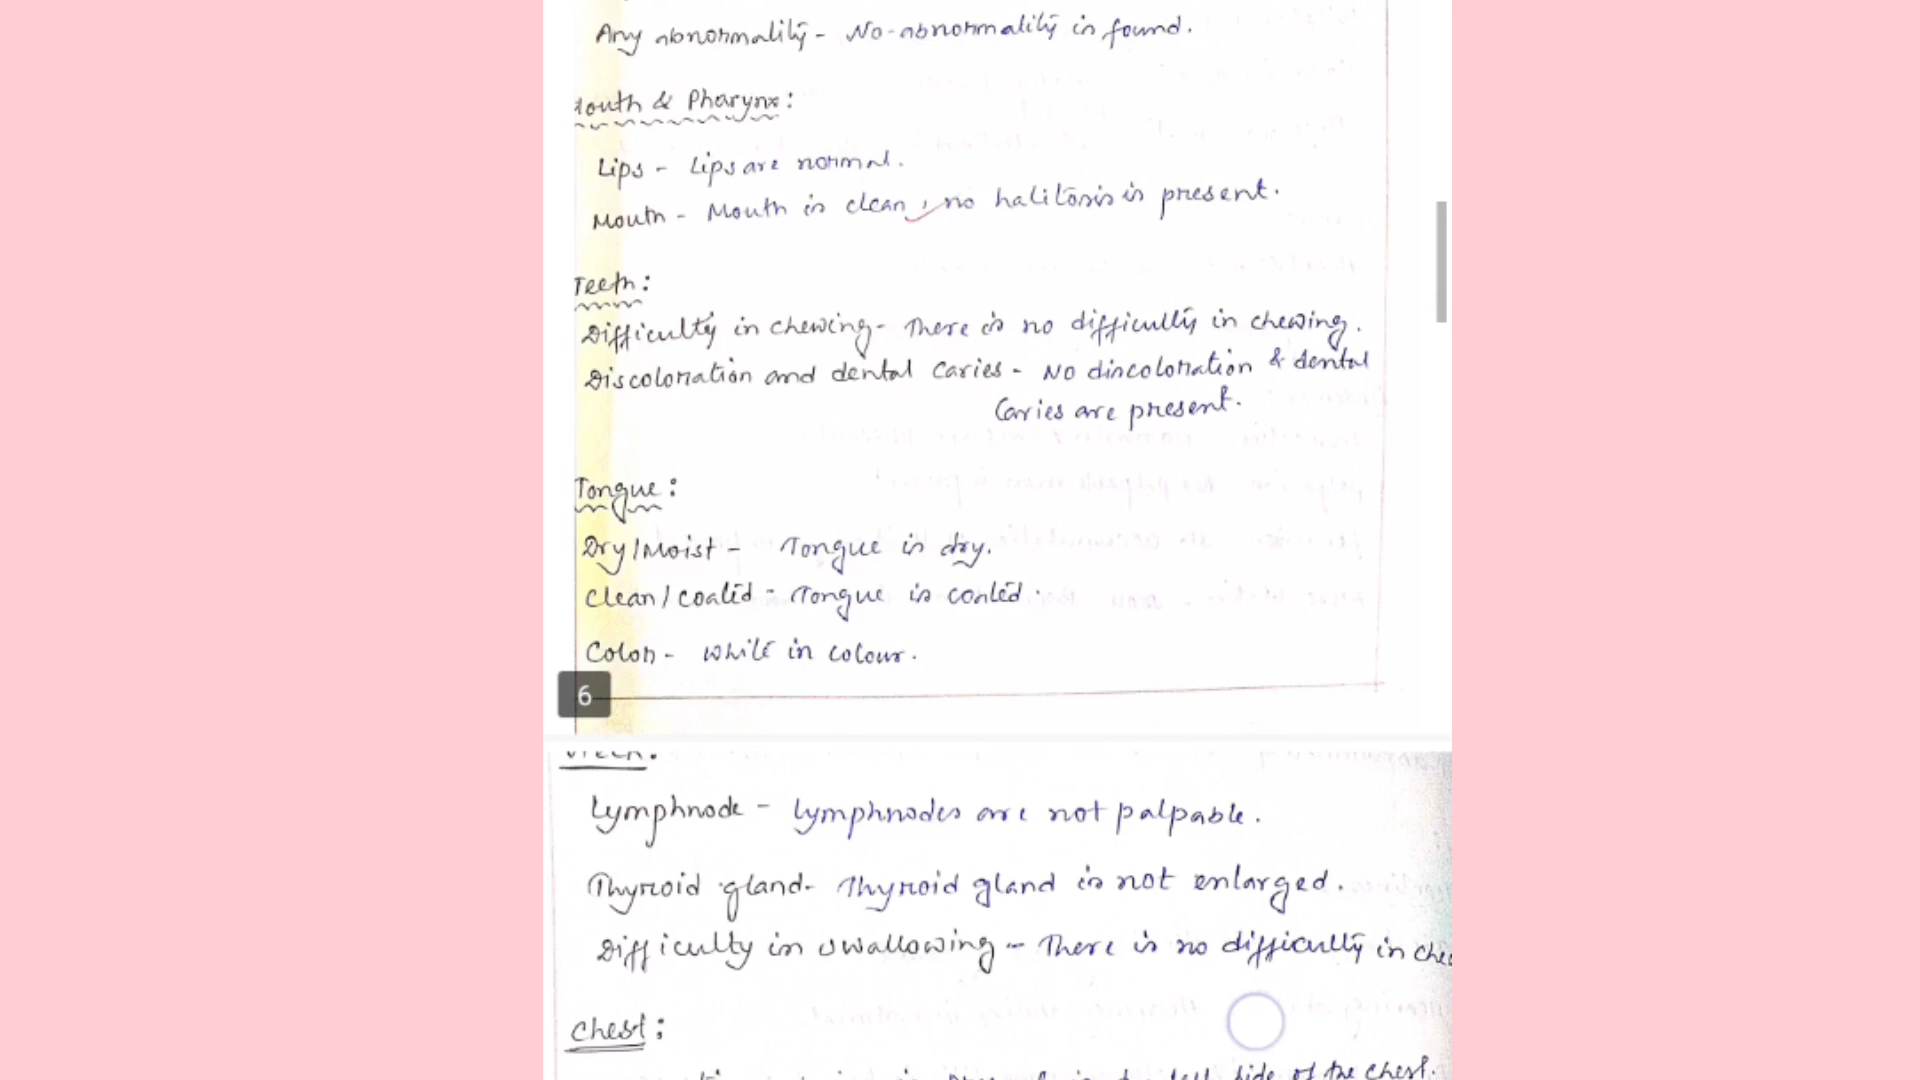 Any abnormality - No-abnormality is found.
Mouth & Pharynx:
Lips - Lips are normal.
Mouth - Mouth is clean, no halitosis is present.
Teeth:
Difficulty in chewing - There is no difficulty in chewing.
Discoloration and dental caries - No discoloration & dental
Caries are present.
Tongue:
Dry/Moist - Tongue is dry.
Clean/coated - Tongue is coated.
Color - white in colour.
6
Lymphnode - Lymphnodes are not palpable.
Thyroid gland - Thyroid gland is not enlarged.
Difficulty in swallowing - There is no difficulty in
Chest:
side of the chest.